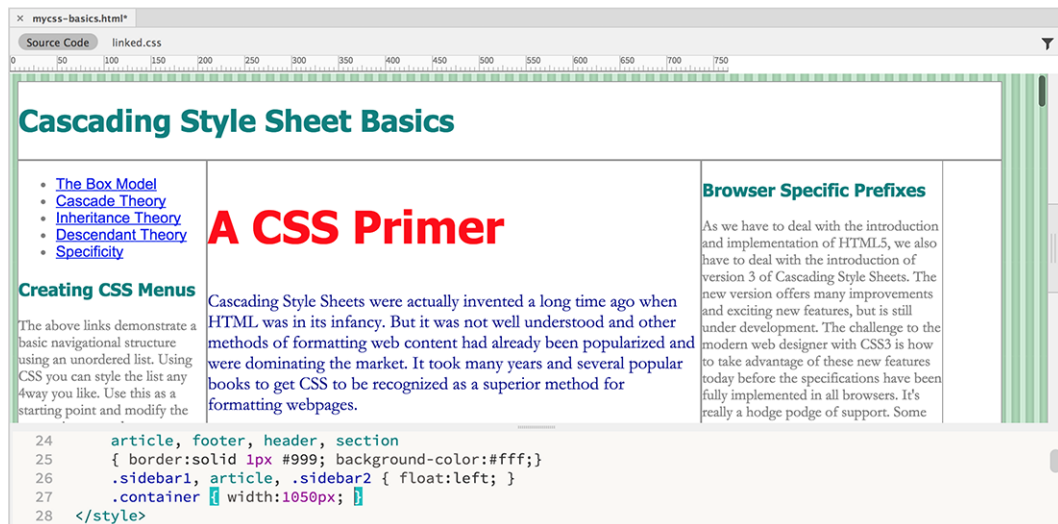 × mycss-basics.html*
Source Code linked.css
0 50 100 150 200 250 300 350 400 450 500 550 600 650 700 750
Cascading Style Sheet Basics
• The Box Model
• Cascade Theory
• Inheritance Theory
• Descendant Theory
• Specificity
Creating CSS Menus
The above links demonstrate a
basic navigational structure
using an unordered list. Using
CSS you can style the list any
4way you like. Use this as a
starting point and modify the
A CSS Primer
Cascading Style Sheets were actually invented a long time ago when
HTML was in its infancy. But it was not well understood and other
methods of formatting web content had already been popularized and
were dominating the market. It took many years and several popular
books to get CSS to be recognized as a superior method for
formatting webpages.
Browser Specific Prefixes
As we have to deal with the introduction
and implementation of HTML5, we also
have to deal with the introduction of
version 3 of Cascading Style Sheets. The
new version offers many improvements
and exciting new features, but is still
under development. The challenge to the
modern web designer with CSS3 is how
to take advantage of these new features
today before the specifications have been
fully implemented in all browsers. It's
really a hodge podge of support. Some
24 article, footer, header, section
25 { border:solid 1px #999; background-color:#fff;}
26 .sidebar1, article, .sidebar2 { float:left; }
27 .container { width:1050px; }
28 </style>